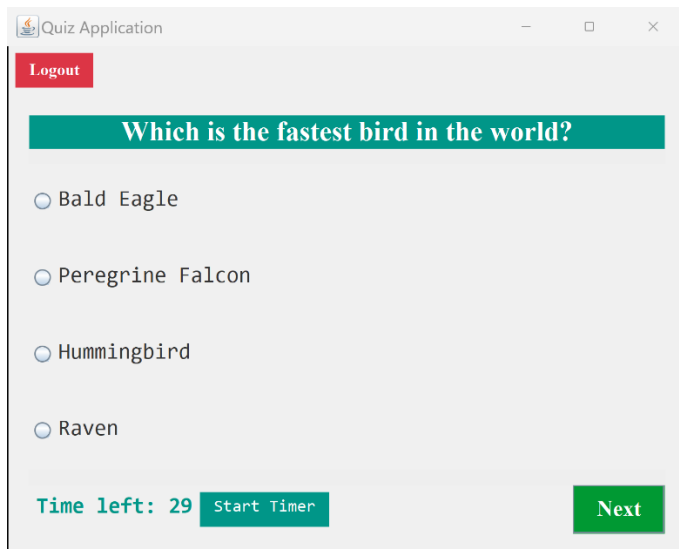 Quiz Application
Logout
Which is the fastest bird in the world?
Bald Eagle
Peregrine Falcon
Hummingbird
Raven
Time left: 29 Start Timer Next